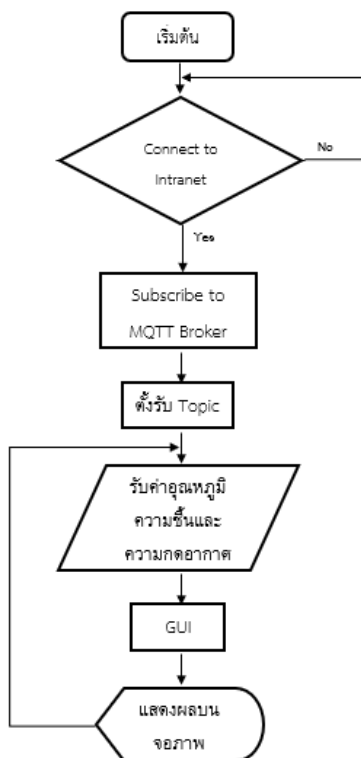 เริ่มต้น
Connect to
Intranet
No
Yes
Subscribe to
MQTT Broker
ตั้งรับ Topic
รับค่าอุณหภูมิ
ความชื้นและ
ความกดอากาศ
GUI
แสดงผลบน
จอภาพ